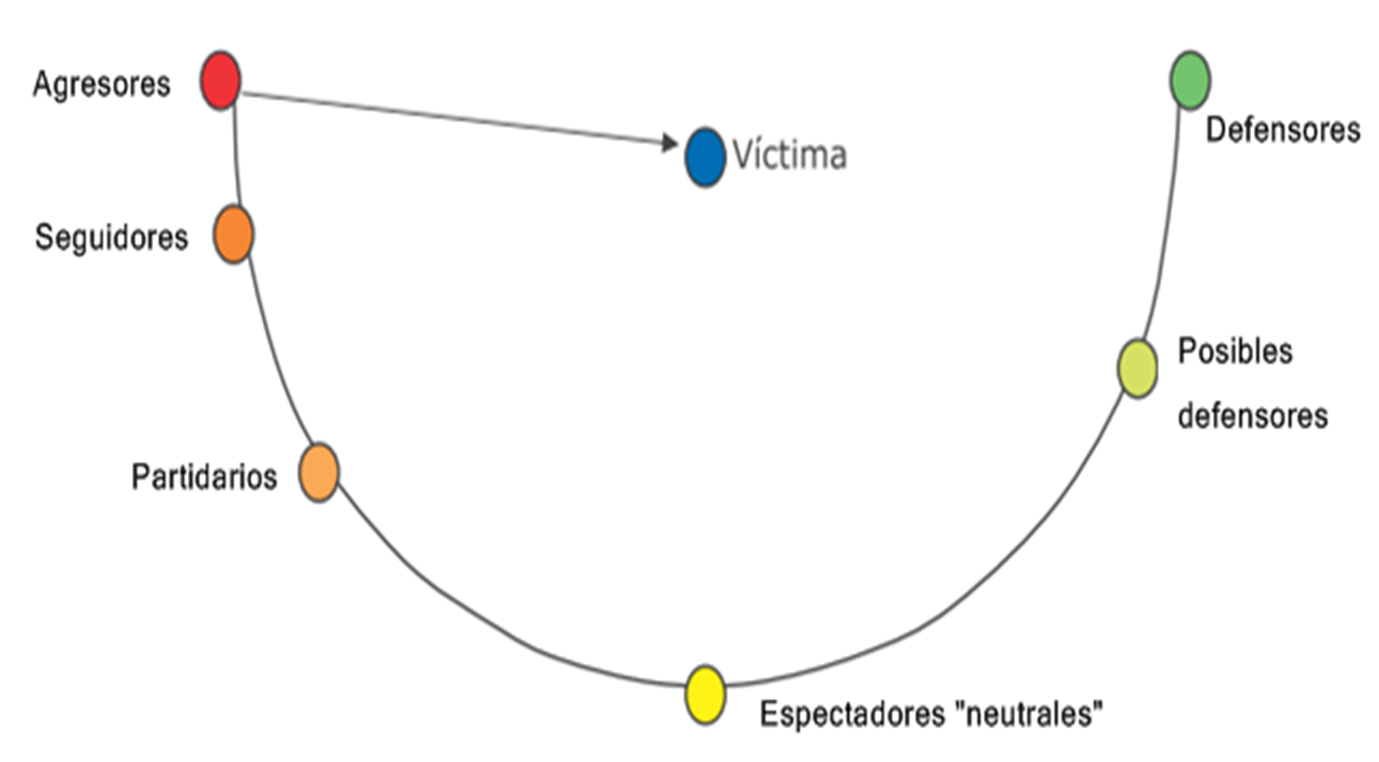 Agresores
Víctima
Defensores
Seguidores
Posibles
defensores
Partidarios
Espectadores "neutrales"